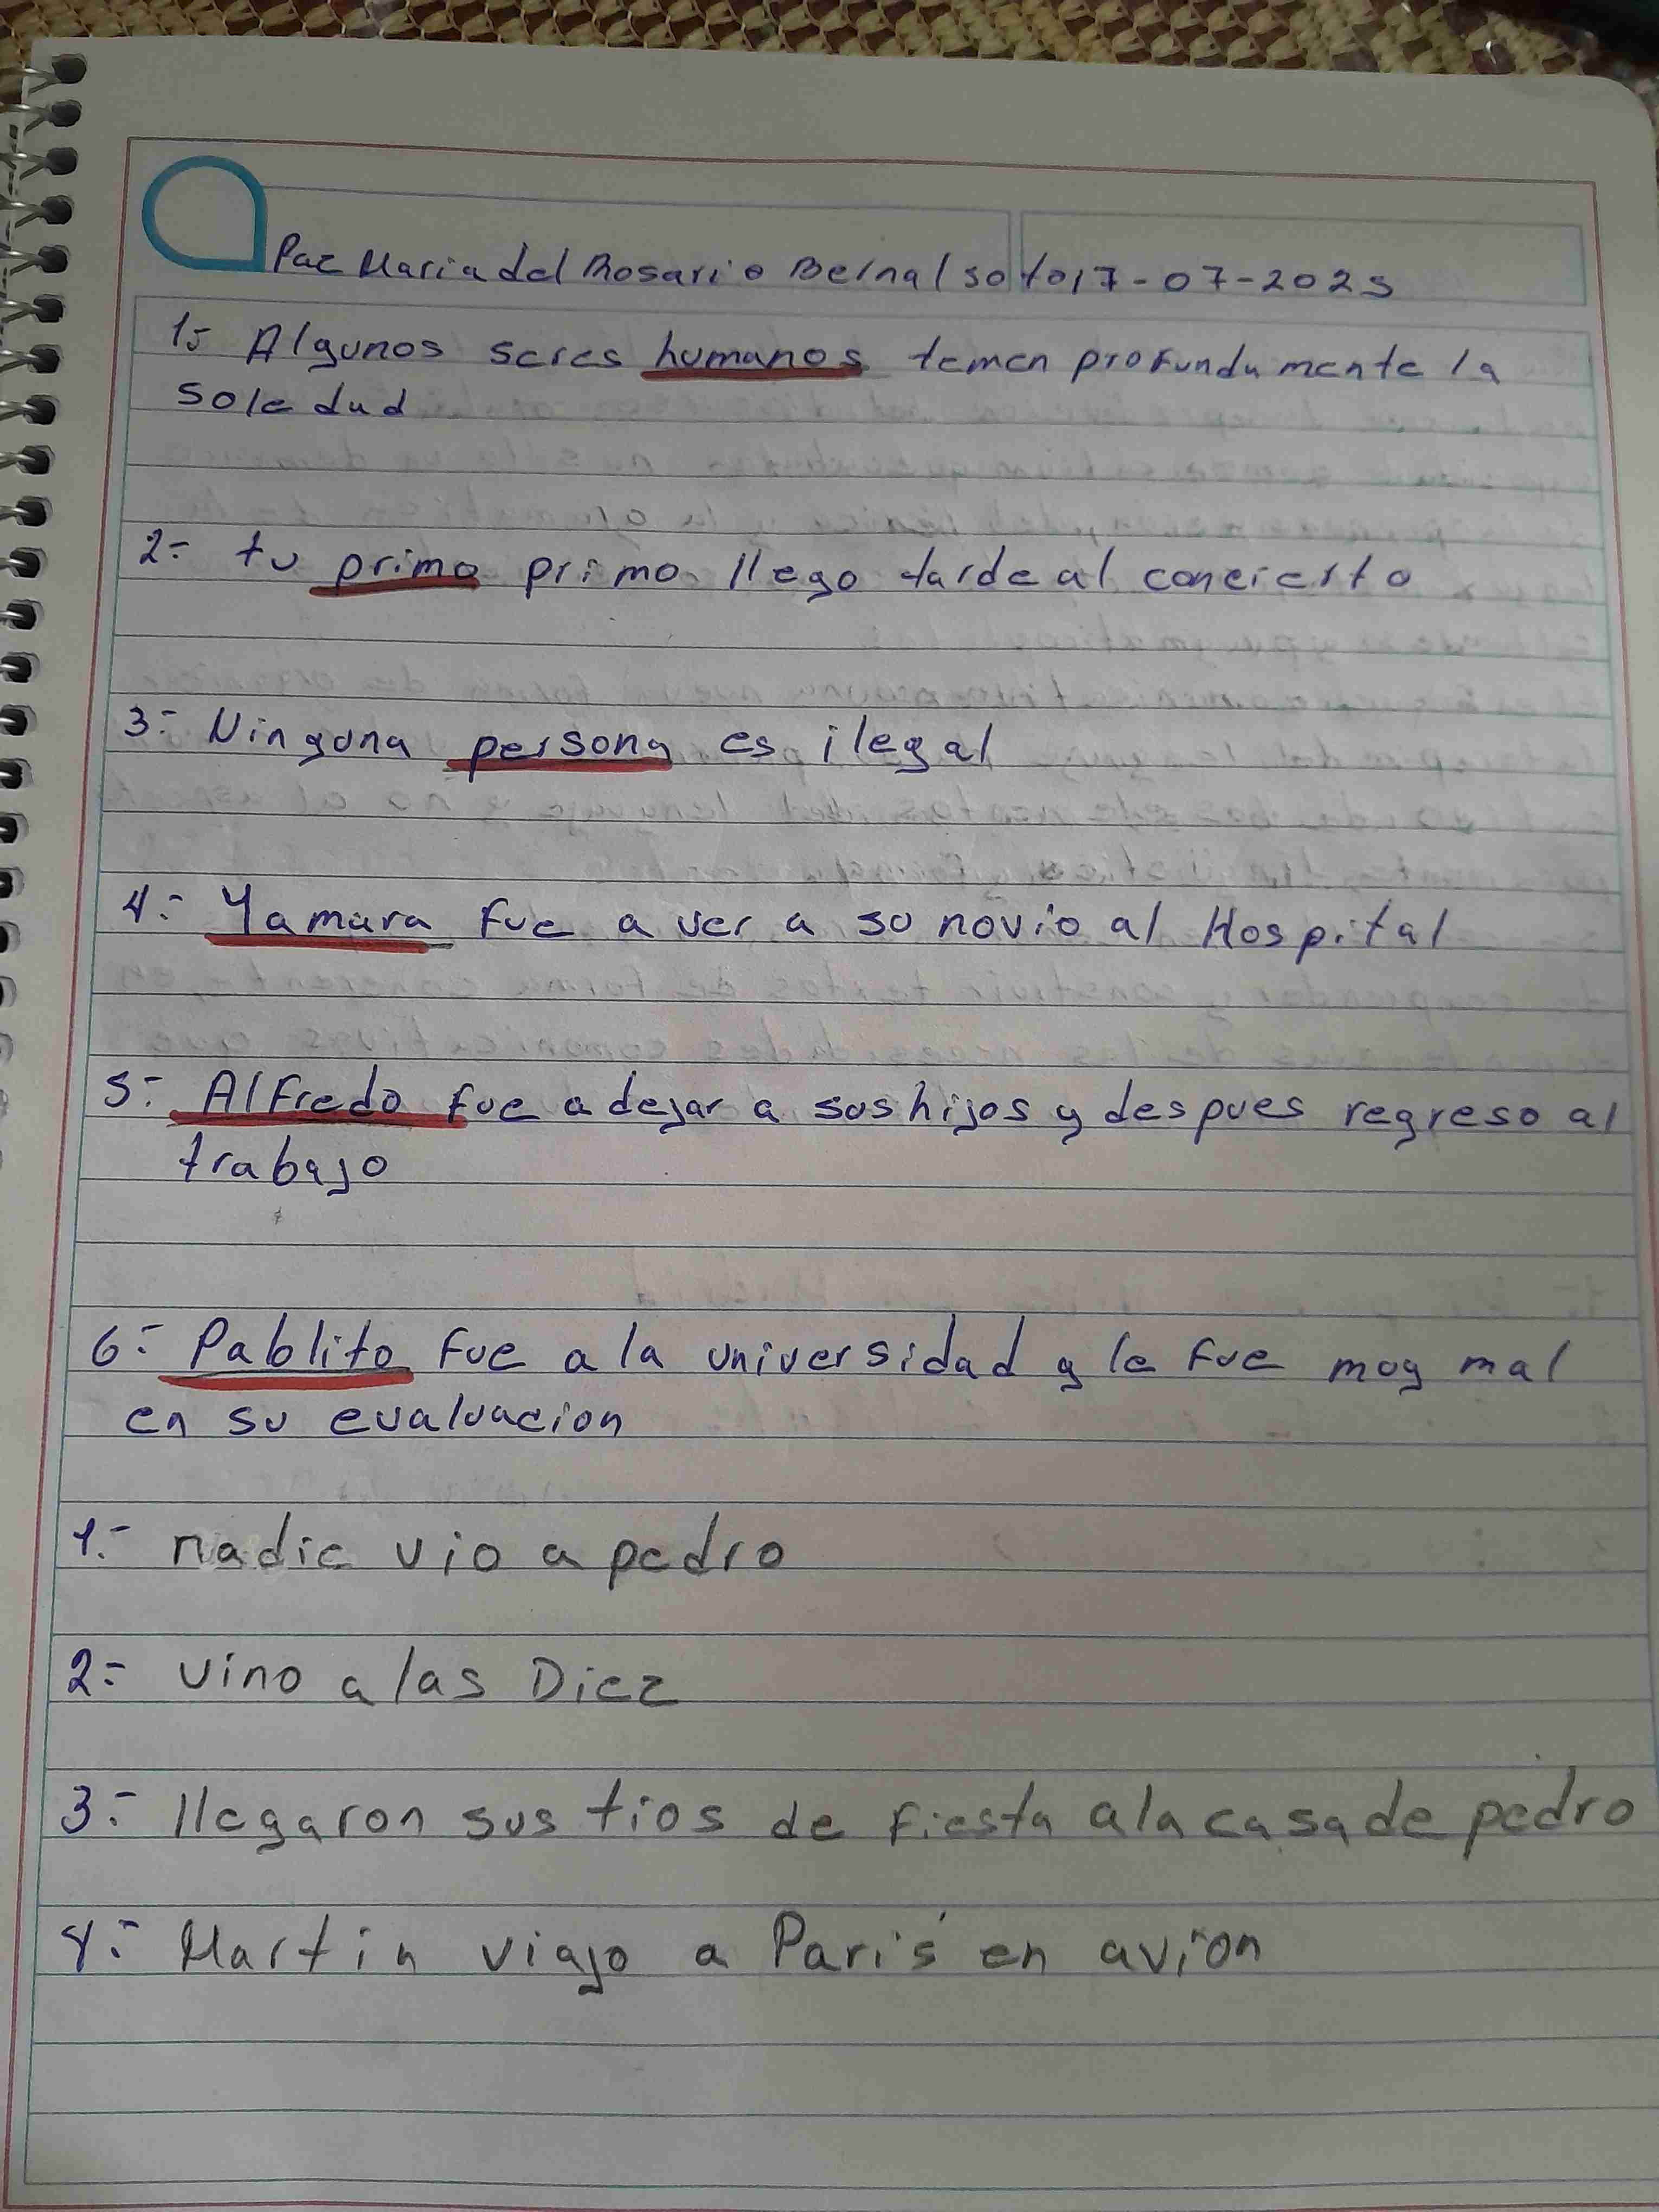 Paz Maria del Rosario Bernal soto 17-07-2025
1.- Algunos seres humanos temen profundamente la
soledad
2.- tu primo primo llego tarde al concierto
3.- Ninguna persona es ilegal
4.- Yamara fue a ver a su novio al Hospital
5.- Alfredo fue a dejar a sus hijos y despues regreso al
trabajo
6.- Pablito fue a la universidad y le fue muy mal
en su evaluacion
1.- nadie vio a pedro
2.- vino a las Diez
3.- llegaron sus tios de fiesta a la casa de pedro
4.- Martin viajo a Paris en avion